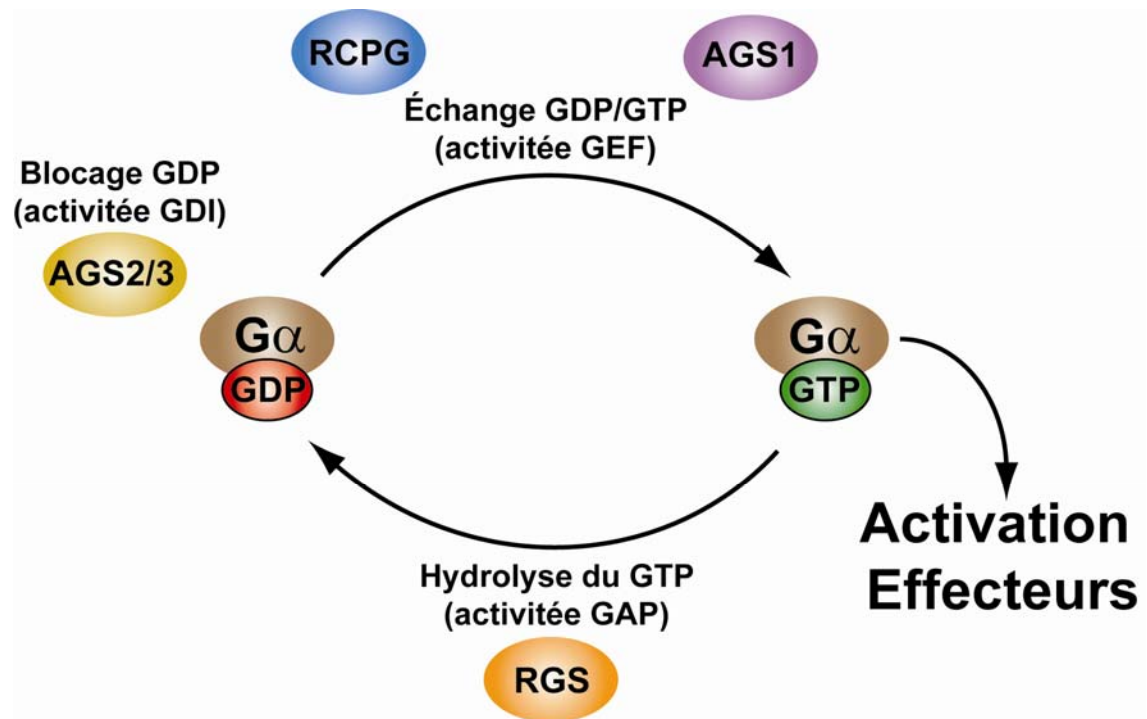 RCPG
AGS1
Échange GDP/GTP
(activitée GEF)
Blocage GDP
(activitée GDI)
AGS2/3
Gα
GDP
Gα
GTP
Activation
Effecteurs
Hydrolyse du GTP
(activitée GAP)
RGS